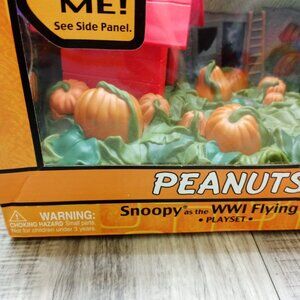 ME!
See Side Panel.
PEANUTS
Snoopy® as the WWI Flying
• PLAYSET •
WARNING:
CHOKING HAZARD Small parts.
Not for children under 3 years.